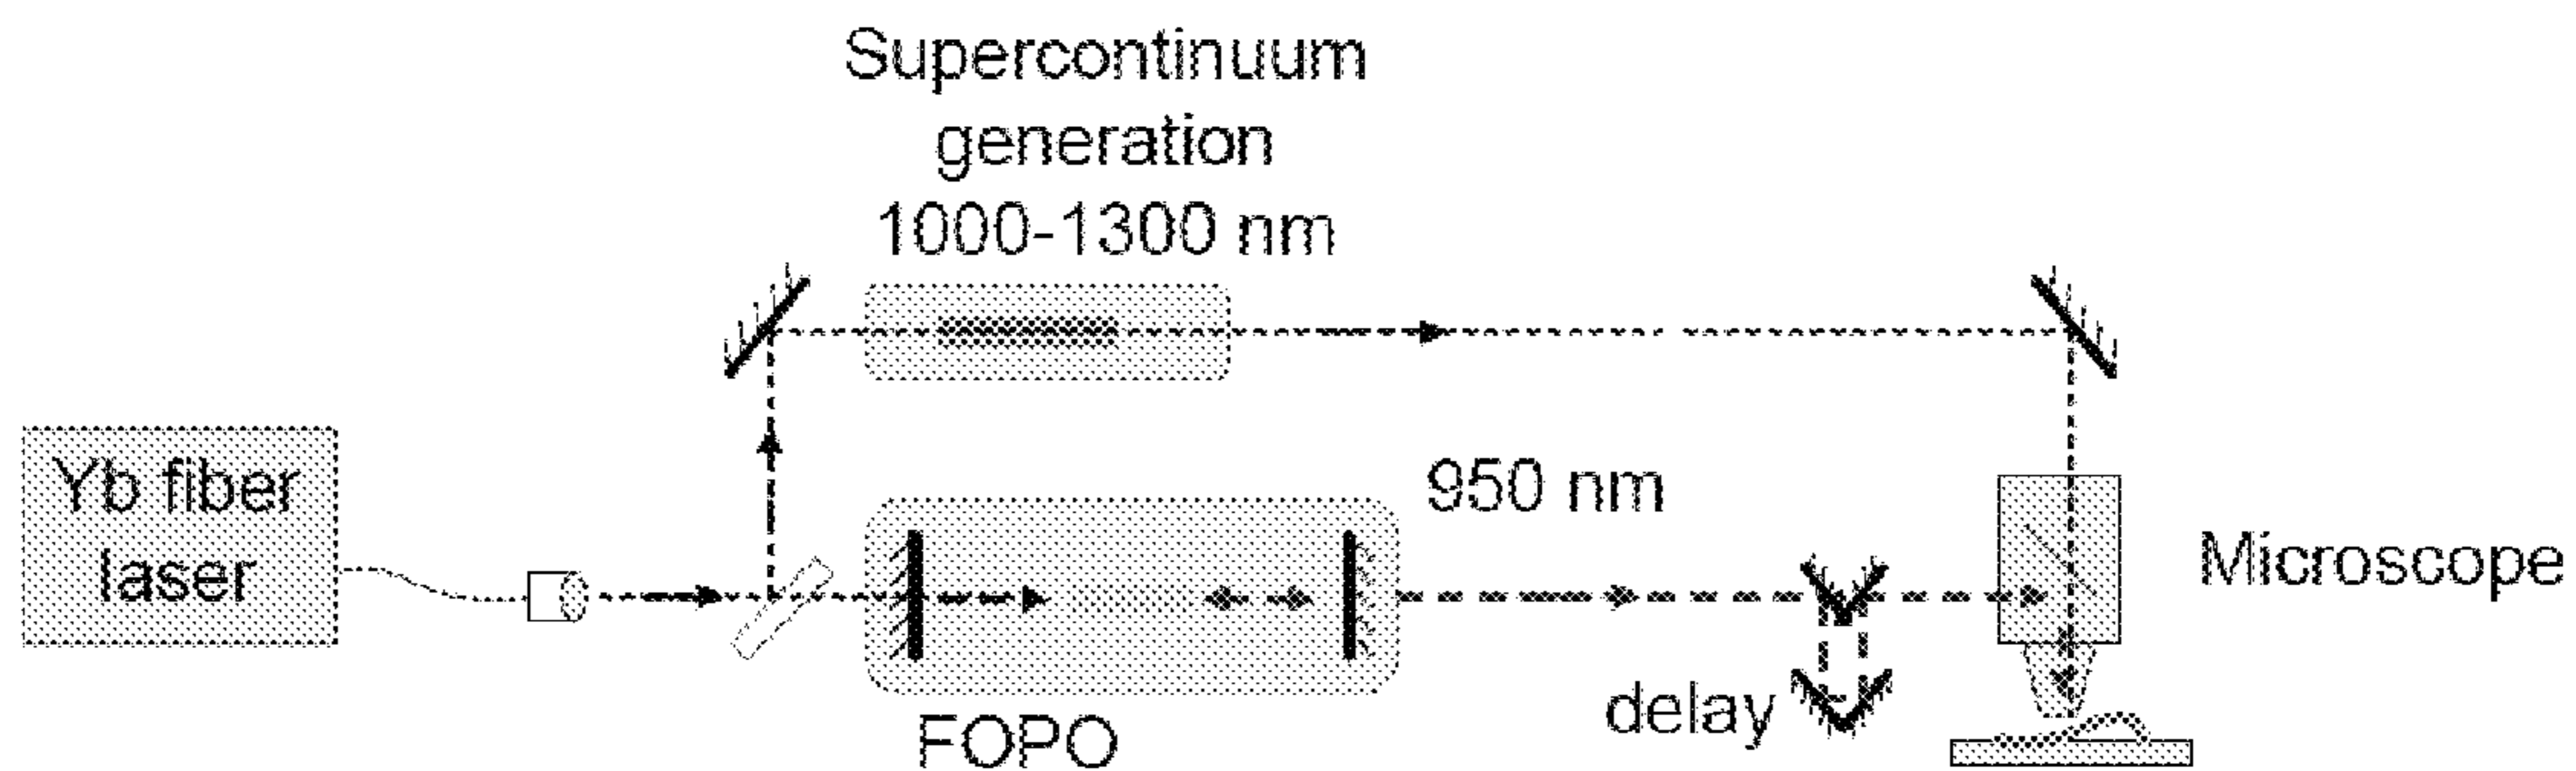 Supercontinuum
generation
1000-1300 nm
Yb fiber
laser
950 nm
Microscope
delay
FOPO